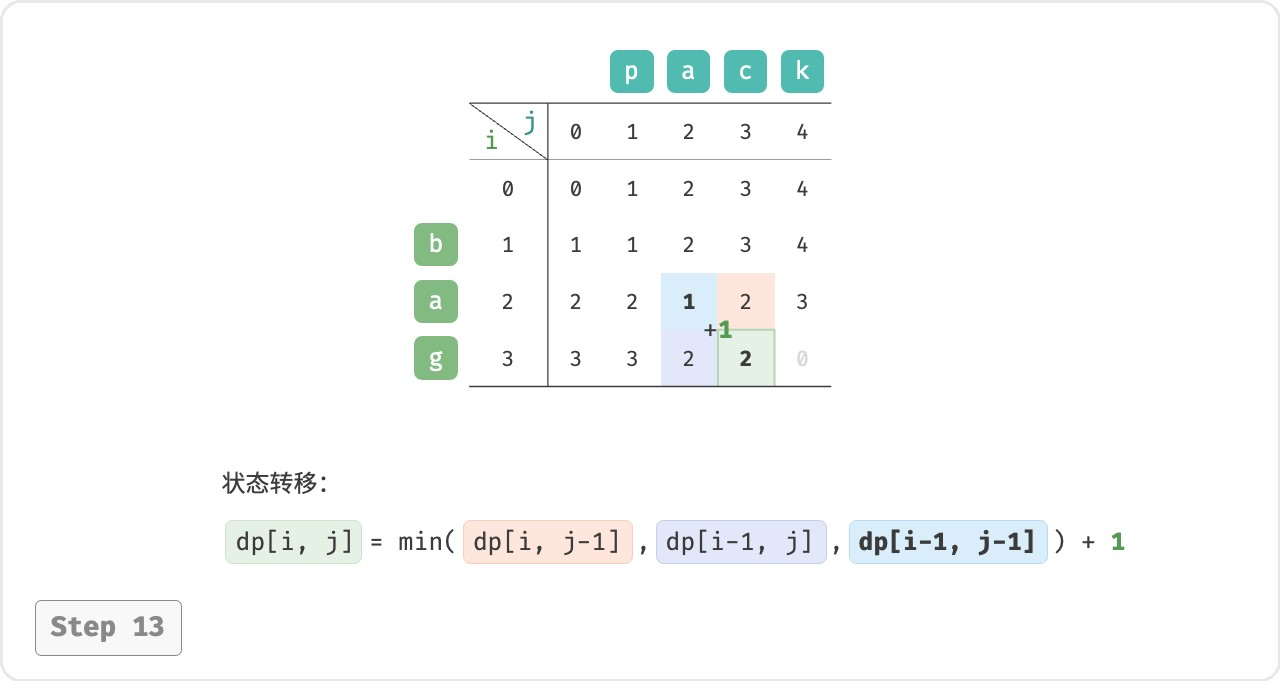 p a c k
i j 0 1 2 3 4
0 0 1 2 3 4
b 1 1 1 2 3 4
a 2 2 2 1 2 3
+1
g 3 3 3 2 2 0
状态转移：
dp[i, j] = min( dp[i, j-1] , dp[i-1, j] , dp[i-1, j-1] ) + 1
Step 13